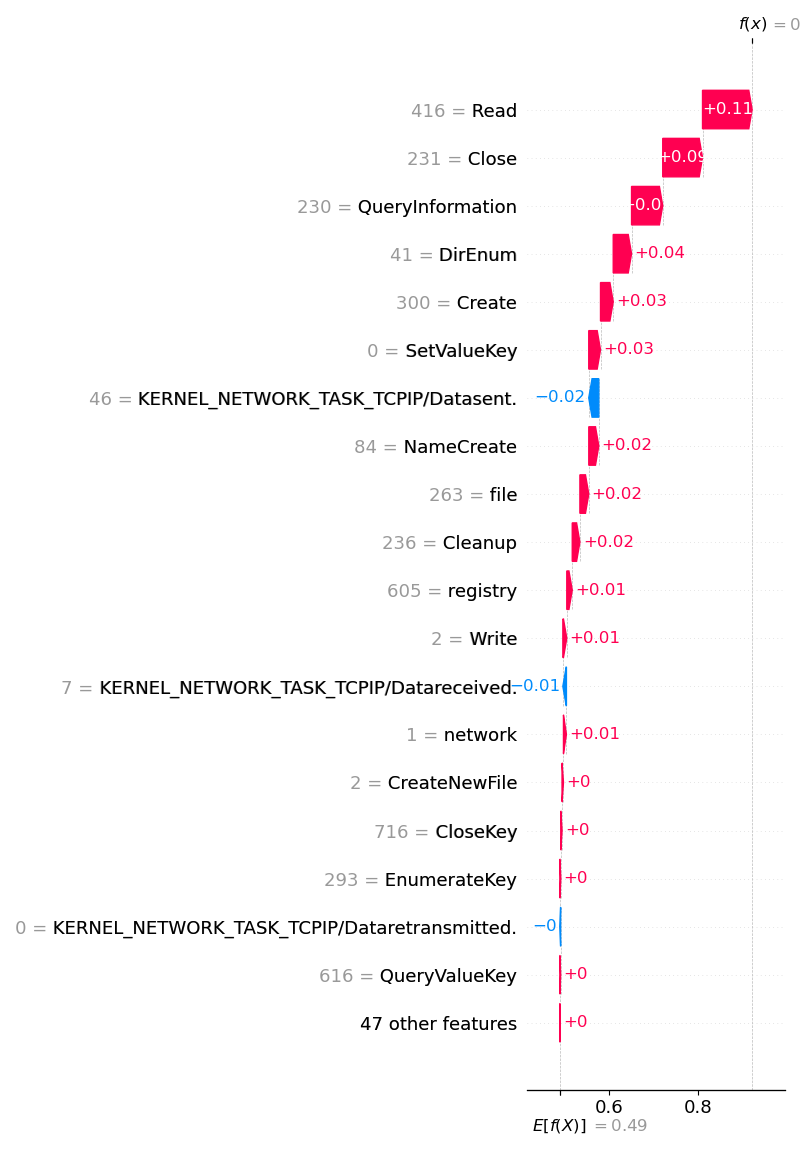 f(x) = 0
416 = Read
+0.11
231 = Close
+0.09
230 = QueryInformation
41 = DirEnum
+0.04
300 = Create
+0.03
0 = SetValueKey
+0.03
46 = KERNEL_NETWORK_TASK_TCPIP/Datasent.
−0.02
84 = NameCreate
+0.02
263 = file
+0.02
236 = Cleanup
+0.02
605 = registry
+0.01
2 = Write
+0.01
7 = KERNEL_NETWORK_TASK_TCPIP/Datareceived.
−0.01
1 = network
+0.01
2 = CreateNewFile
+0
716 = CloseKey
+0
293 = EnumerateKey
+0
0 = KERNEL_NETWORK_TASK_TCPIP/Dataretransmitted.
−0
616 = QueryValueKey
+0
47 other features
+0
0.6 0.8
E[f(X)] = 0.49